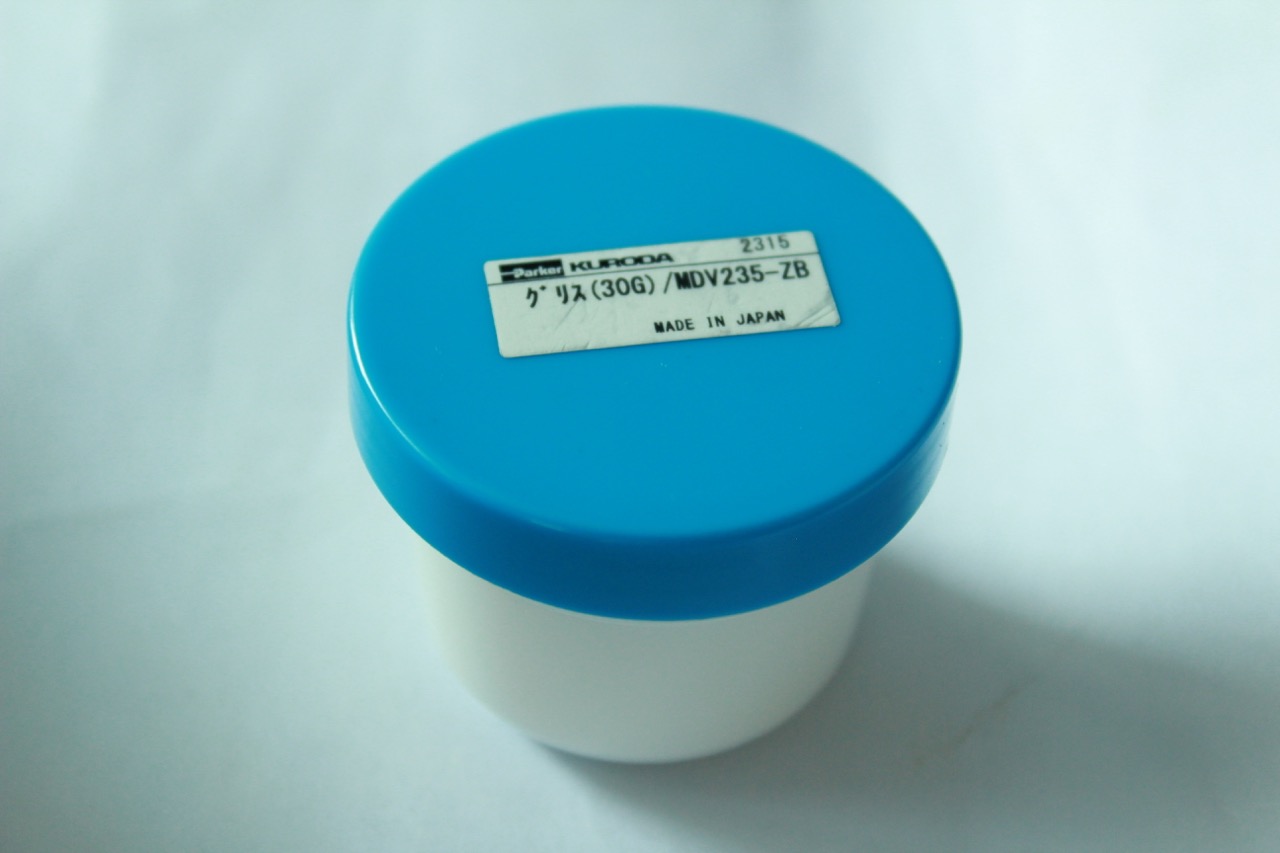 Parker KURODA 2315
グリス(30G)/MDV235-ZB
MADE IN JAPAN